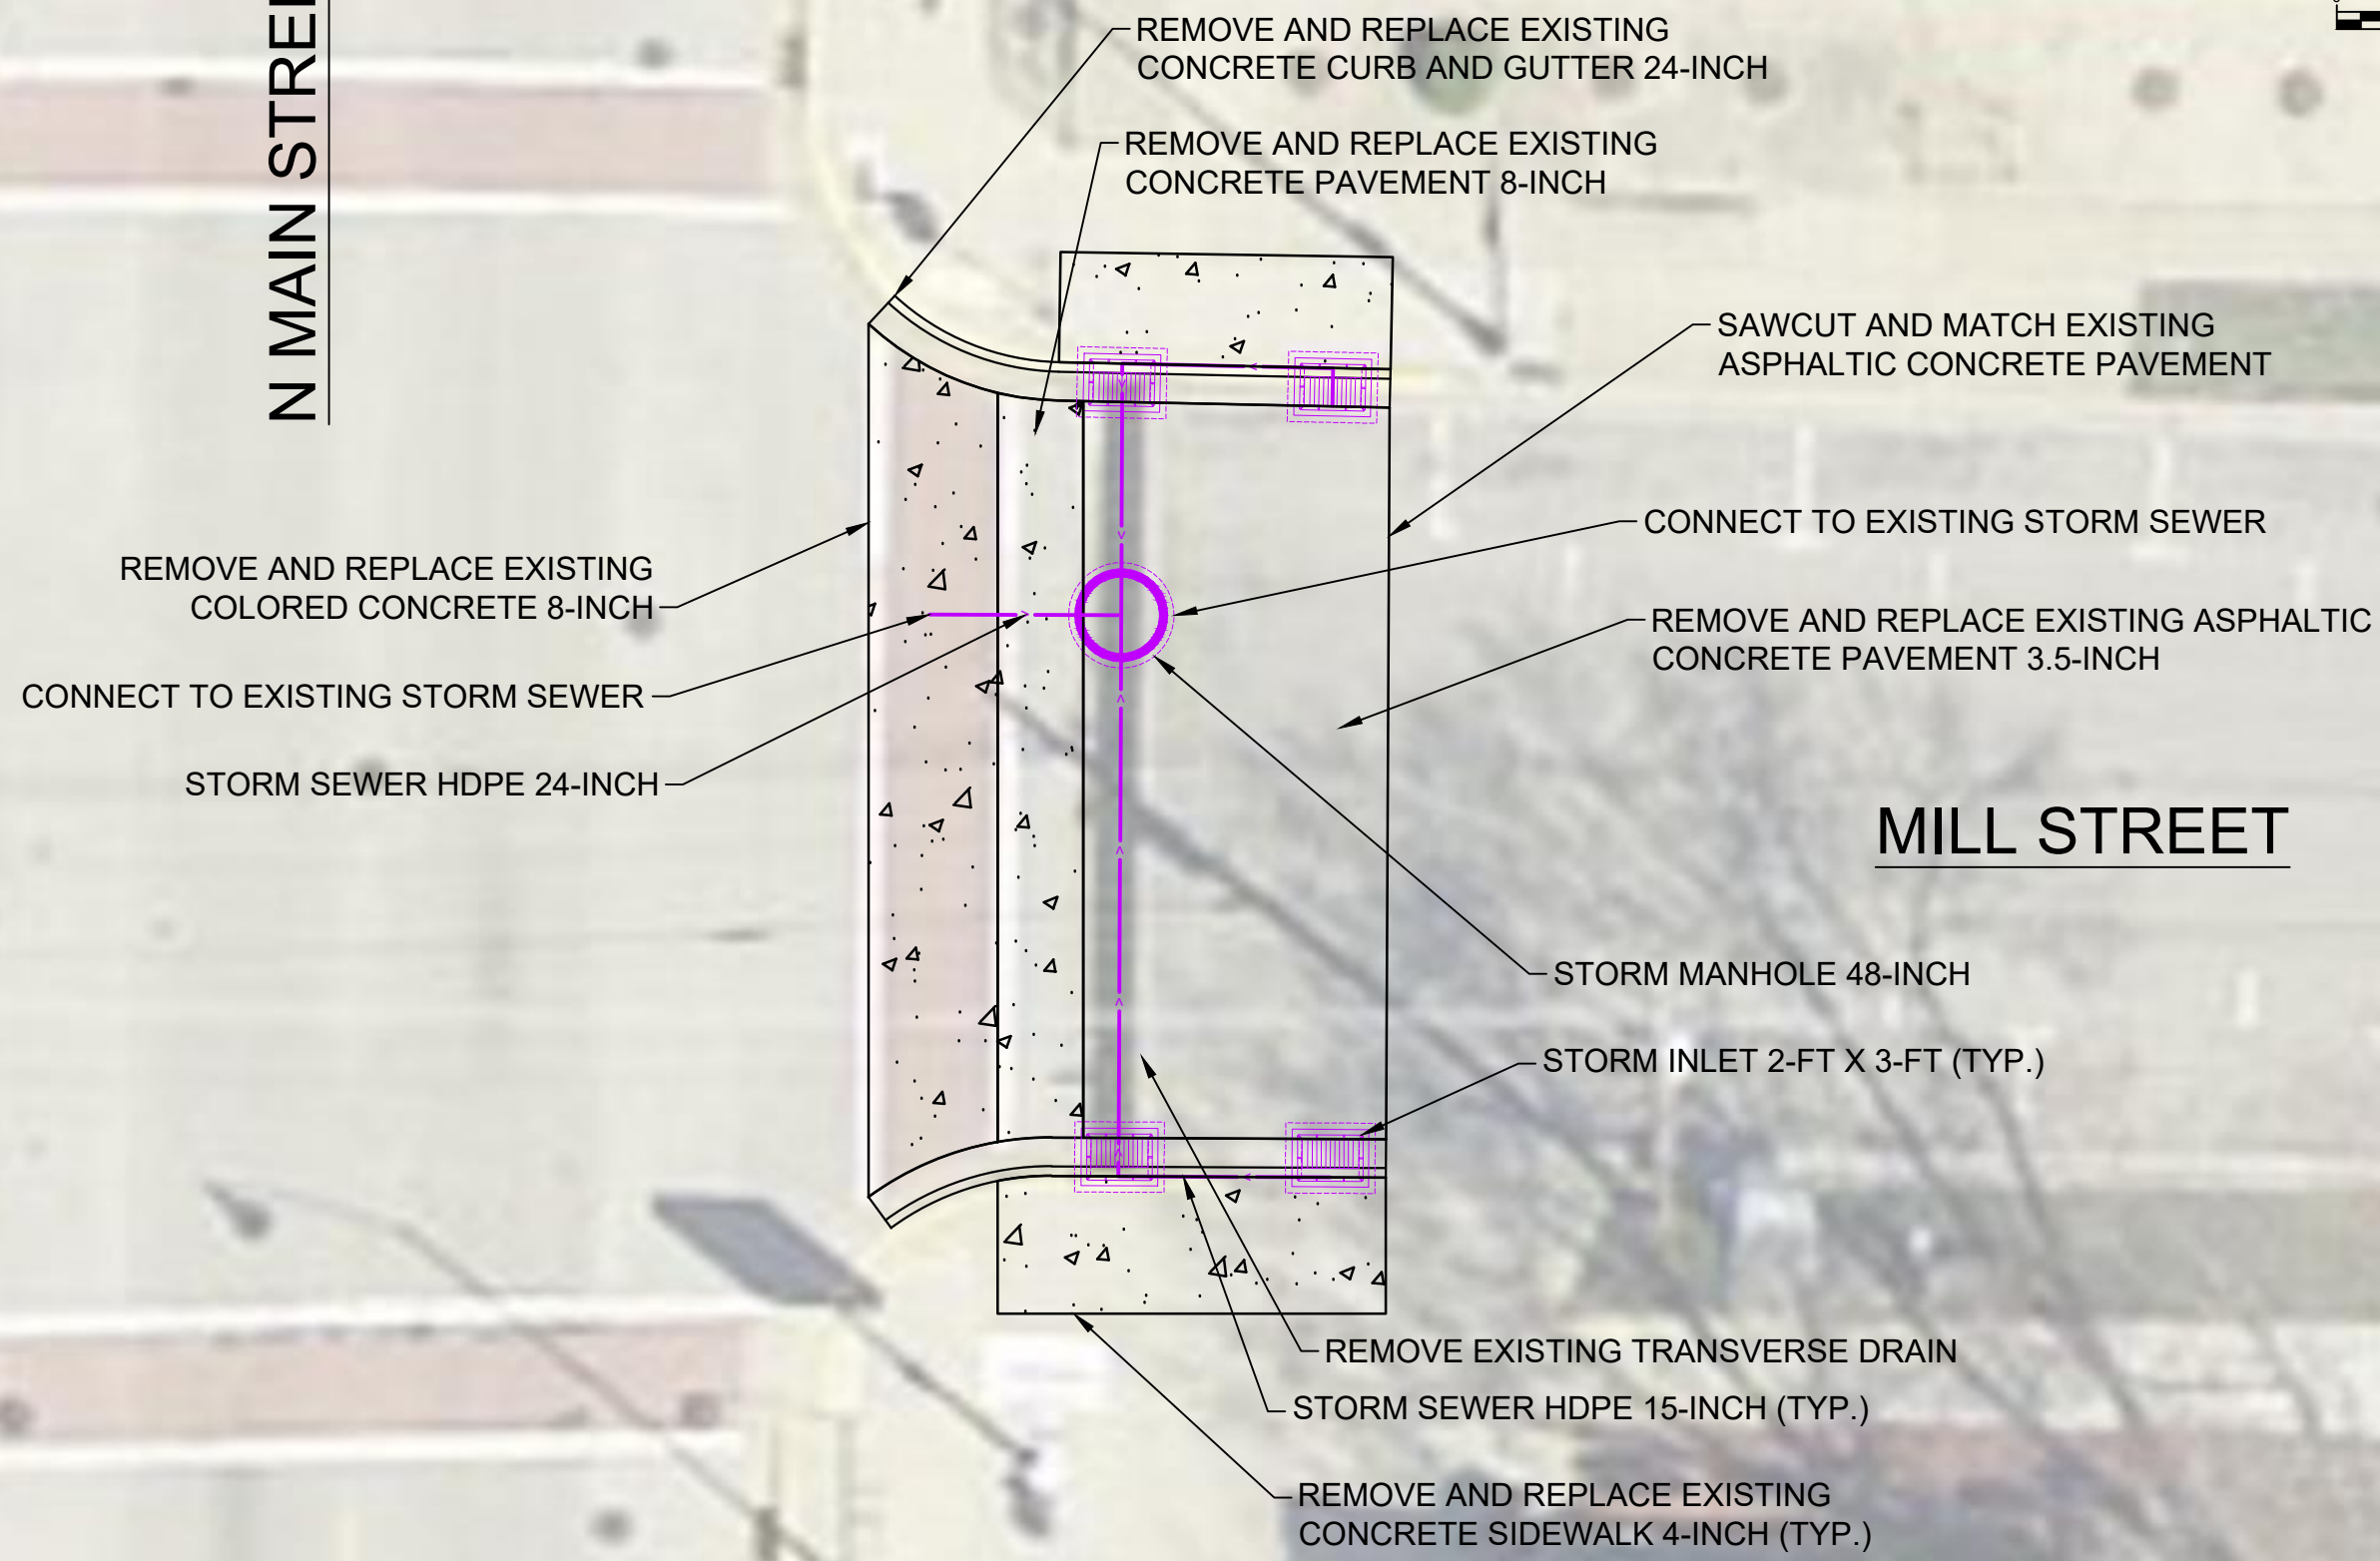 REMOVE AND REPLACE EXISTING
CONCRETE CURB AND GUTTER 24-INCH
REMOVE AND REPLACE EXISTING
CONCRETE PAVEMENT 8-INCH
N MAIN
SAWCUT AND MATCH EXISTING
ASPHALTIC CONCRETE PAVEMENT
CONNECT TO EXISTING STORM SEWER
REMOVE AND REPLACE EXISTING
COLORED CONCRETE 8-INCH
REMOVE AND REPLACE EXISTING ASPHALTIC
CONCRETE PAVEMENT 3.5-INCH
CONNECT TO EXISTING STORM SEWER
STORM SEWER HDPE 24-INCH
MILL STREET
STORM MANHOLE 48-INCH
STORM INLET 2-FT X 3-FT (TYP.)
REMOVE EXISTING TRANSVERSE DRAIN
STORM SEWER HDPE 15-INCH (TYP.)
REMOVE AND REPLACE EXISTING
CONCRETE SIDEWALK 4-INCH (TYP.)